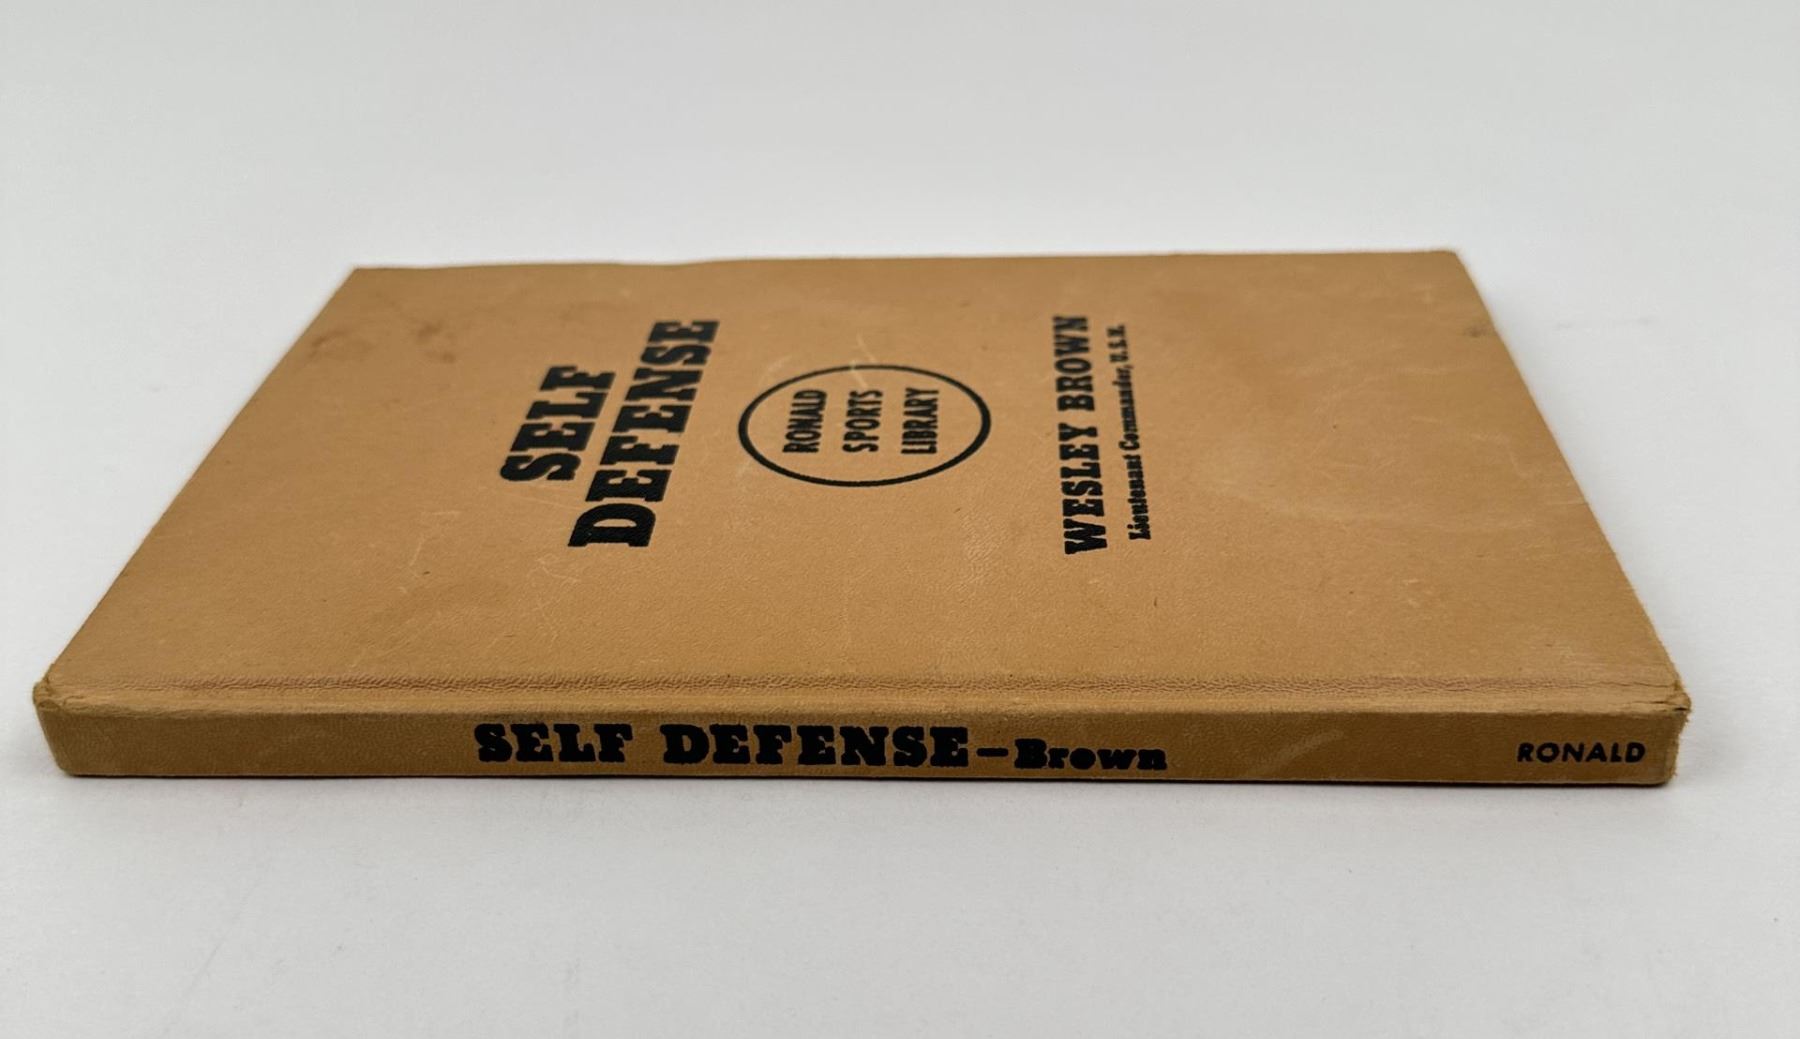 SELF
DEFENSE
RONALD
SPORTS
LIBRARY
WESLEY BROWN
Lieutenant Commander, U.S.N.
SELF DEFENSE—Brown
RONALD